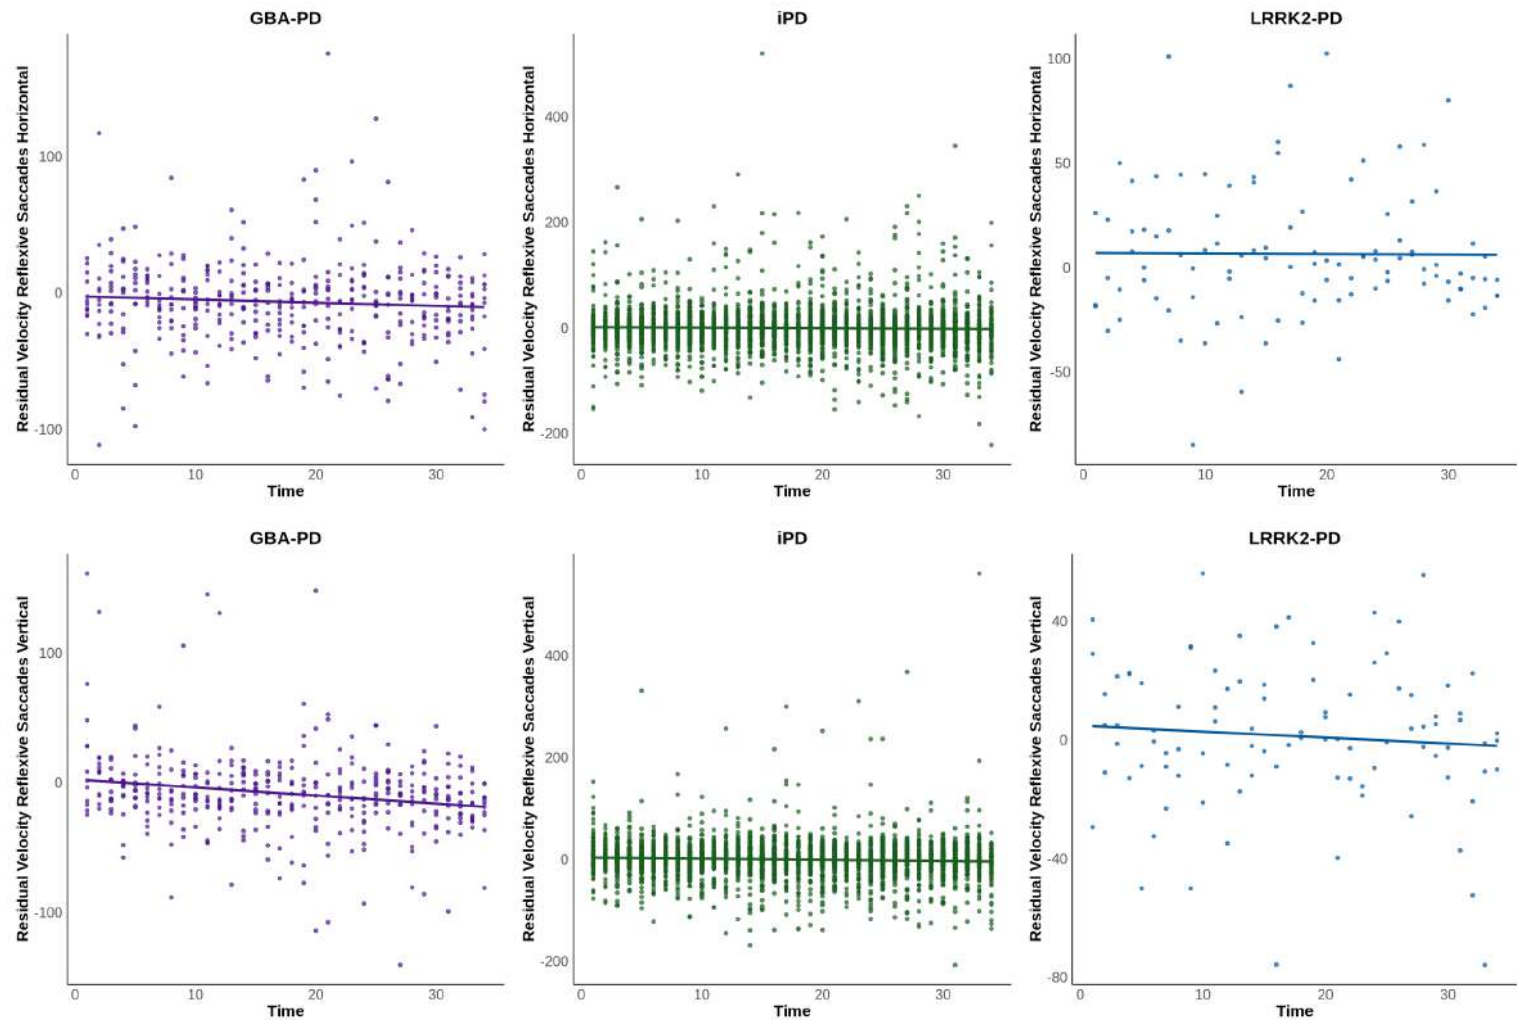 GBA-PD
iPD
LRRK2-PD
Residual Velocity Reflexive Saccades Horizontal
100
0
-100
0 10 20 30
Time
Residual Velocity Reflexive Saccades Horizontal
400
200
0
-200
0 10 20 30
Time
Residual Velocity Reflexive Saccades Horizontal
100
50
0
-50
0 10 20 30
Time
GBA-PD
iPD
LRRK2-PD
Residual Velocity Reflexive Saccades Vertical
100
0
-100
0 10 20 30
Time
Residual Velocity Reflexive Saccades Vertical
400
200
0
-200
0 10 20 30
Time
Residual Velocity Reflexive Saccades Vertical
40
0
-40
-80
0 10 20 30
Time